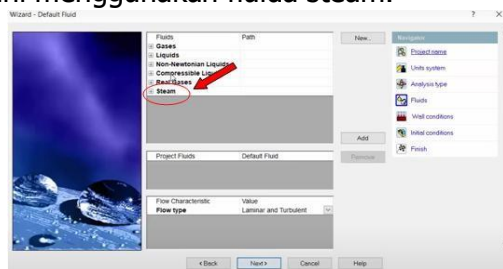 menggunakan fluida steam.
Wizard - Default Fluid
? X
Fluids Path
Gases
Liquids
Non-Newtonian Liquids
Compressible
Real Gases
Steam
New...
Add
Remove
Project Fluids Default Fluid
Flow Characteristic Value
Flow type Laminar and Turbulent
< Back Next > Cancel Help
Navigator
Project name
Units system
Analysis type
Fluids
Wall conditions
Initial conditions
Finish